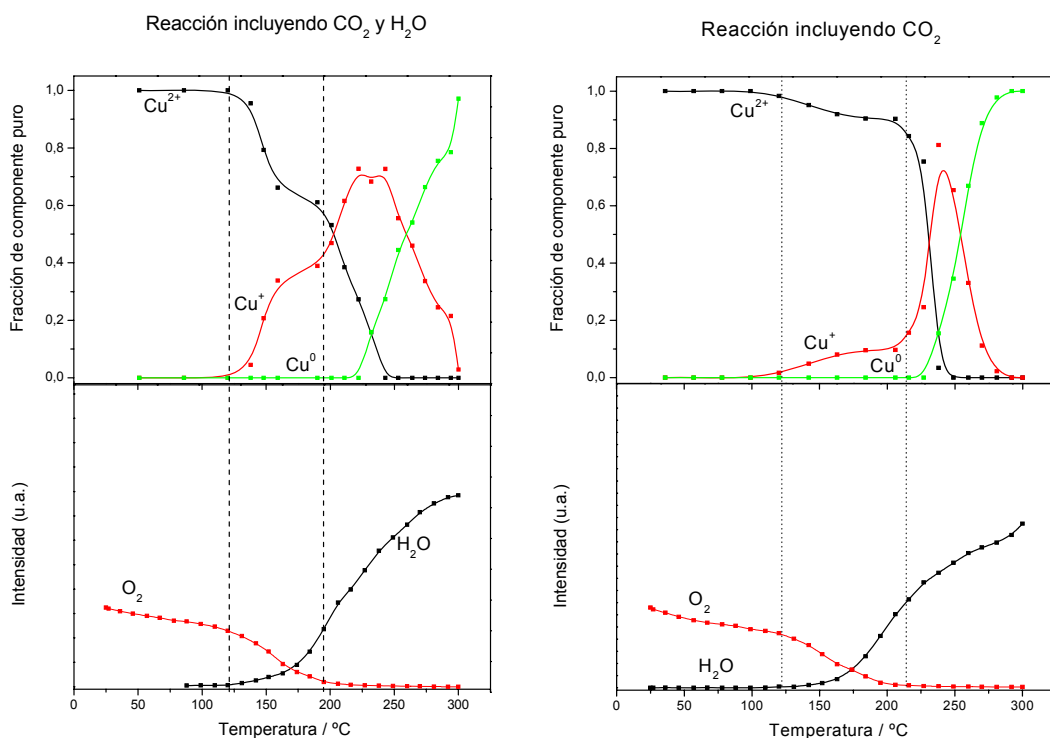 Reacción incluyendo CO₂ y H₂O
Fracción de componente puro
1,0
0,8
0,6
0,4
0,2
0,0
Cu²⁺
Cu⁺
Cu⁰
Intensidad (u.a.)
O₂
H₂O
0 50 100 150 200 250 300
Temperatura / ºC
Reacción incluyendo CO₂
Fracción de componente puro
1,0
0,8
0,6
0,4
0,2
0,0
Cu²⁺
Cu⁺
Cu⁰
Intensidad (u.a.)
O₂
H₂O
0 50 100 150 200 250 300
Temperatura / ºC